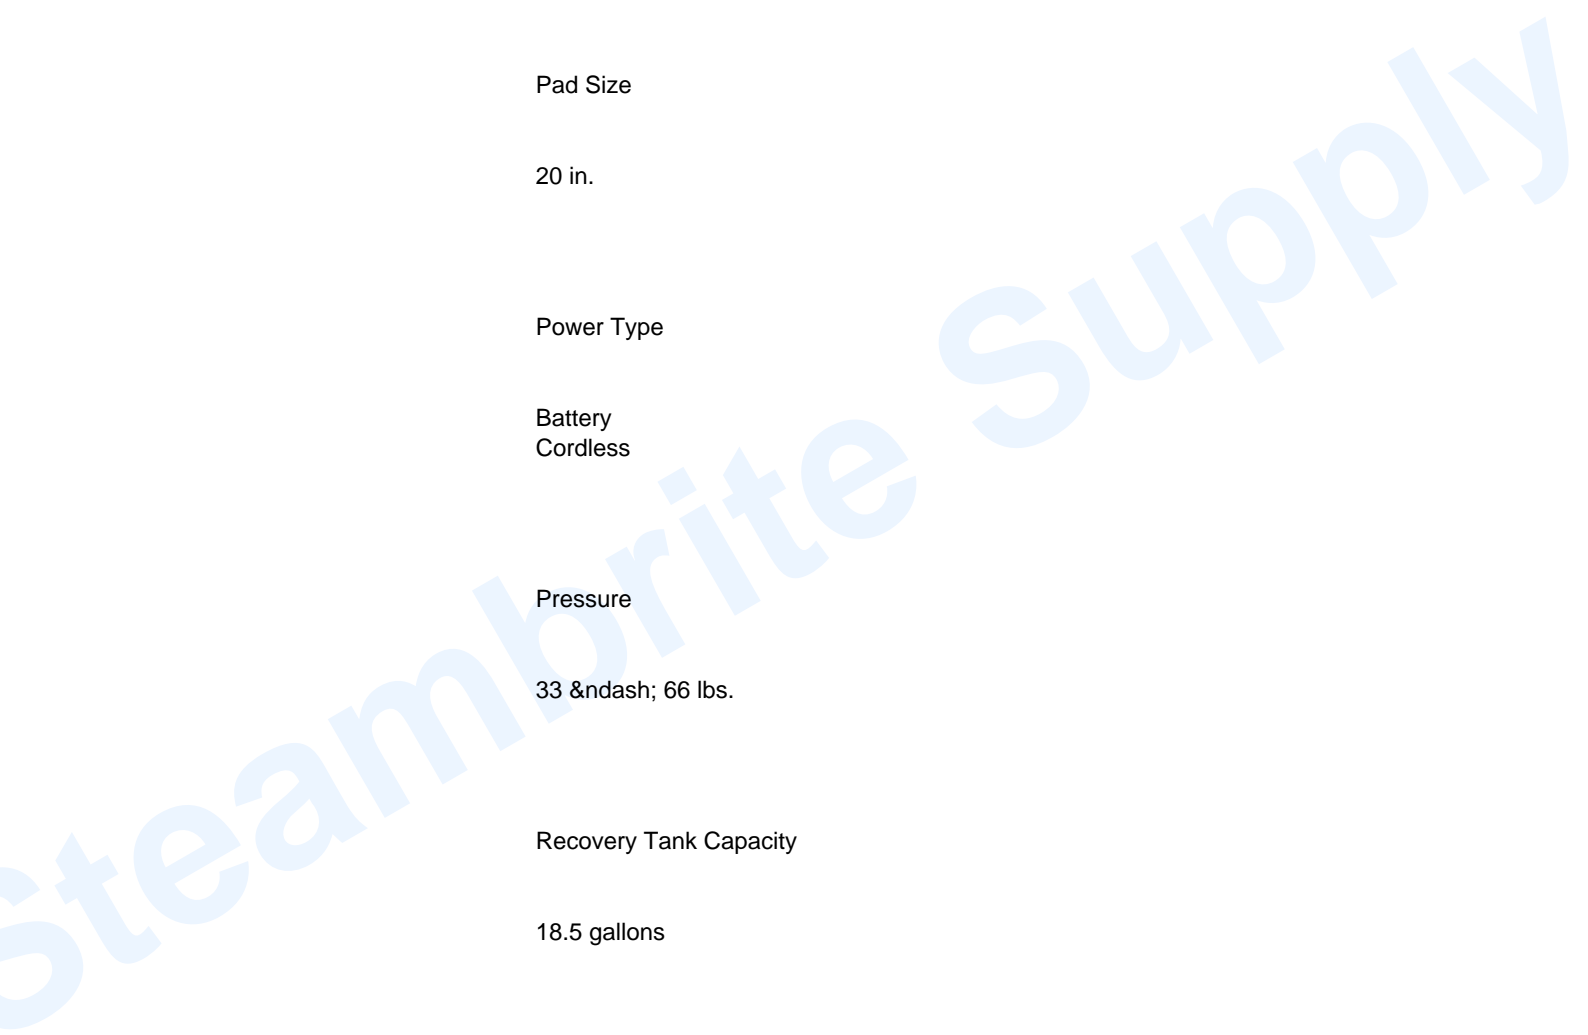 Pad Size
20 in.
Power Type
Battery
Cordless
Pressure
33 &ndash; 66 lbs.
Recovery Tank Capacity
18.5 gallons
Steambrite Supply